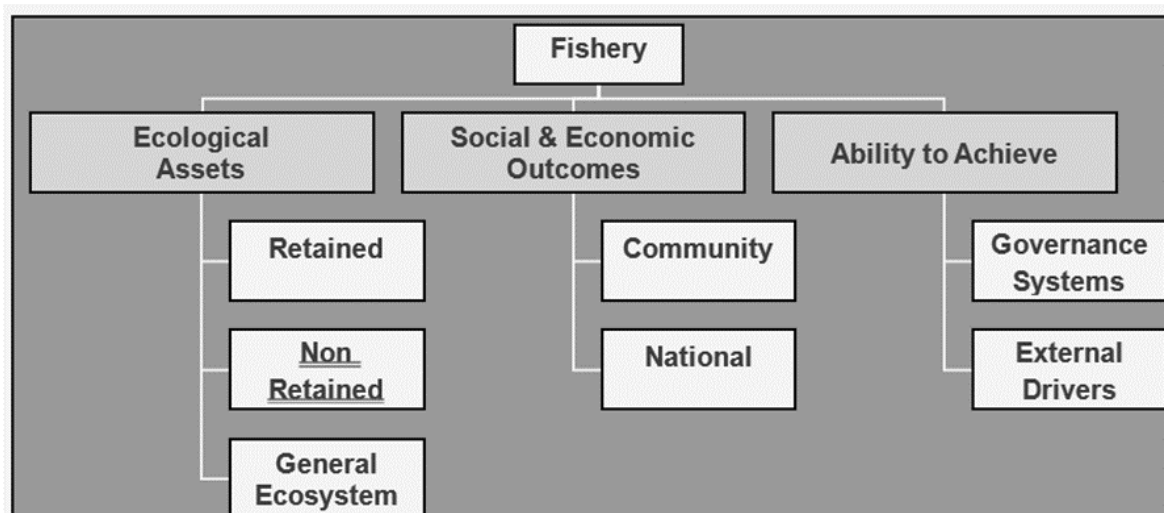 Fishery
Ecological
Assets
Social & Economic
Outcomes
Ability to Achieve
Retained
Community
Governance
Systems
Non
Retained
National
External
Drivers
General
Ecosystem